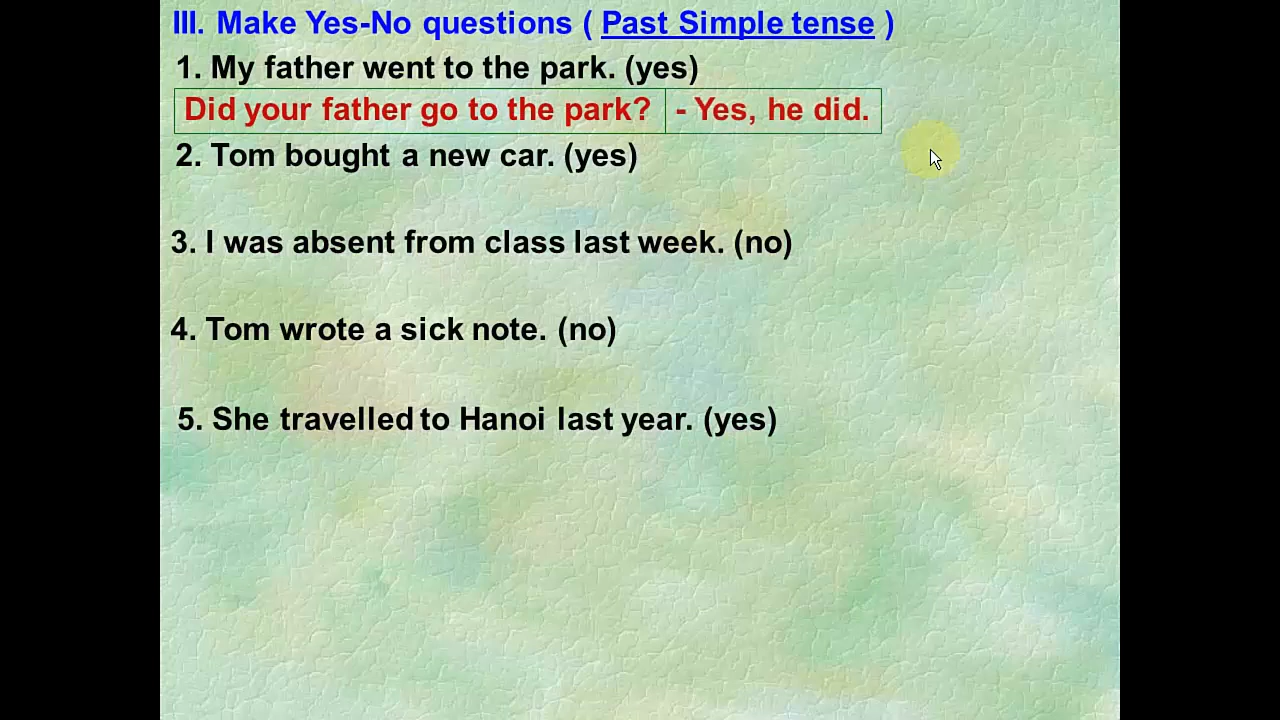 III. Make Yes-No questions ( Past Simple tense )
1. My father went to the park. (yes)
Did your father go to the park? - Yes, he did.
2. Tom bought a new car. (yes)
3. I was absent from class last week. (no)
4. Tom wrote a sick note. (no)
5. She travelled to Hanoi last year. (yes)